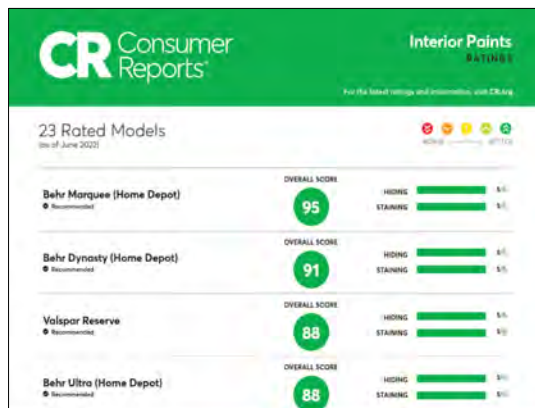 CR Consumer Reports
Interior Paints
RATINGS
For the latest ratings and information, visit CR.org
23 Rated Models
(as of June 2022)
WORSE
BETTER
OVERALL SCORE
Behr Marquee (Home Depot)
Recommended
95
HIDING
STAINING
OVERALL SCORE
Behr Dynasty (Home Depot)
Recommended
91
HIDING
STAINING
OVERALL SCORE
Valspar Reserve
Recommended
88
HIDING
STAINING
OVERALL SCORE
Behr Ultra (Home Depot)
Recommended
88
HIDING
STAINING